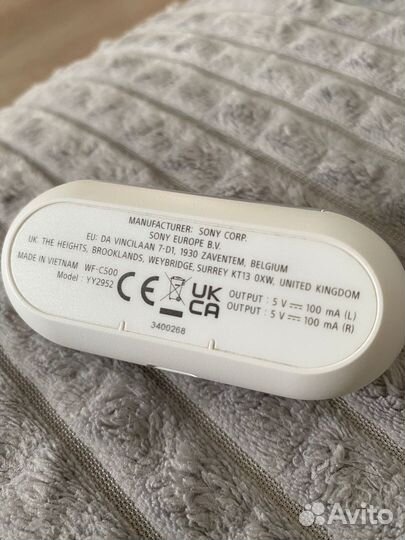 MANUFACTURER: SONY CORP.
SONY EUROPE B.V.
EU: DA VINCILAAN 7-D1, 1930 ZAVENTEM, BELGIUM
UK: THE HEIGHTS, BROOKLANDS, WEYBRIDGE, SURREY KT13 0XW, UNITED KINGDOM
MADE IN VIETNAM WF-C500
Model : YY2952
CE
UK
CA
OUTPUT : 5 V ⎓ 100 mA (L)
OUTPUT : 5 V ⎓ 100 mA (R)
3400268
Avito